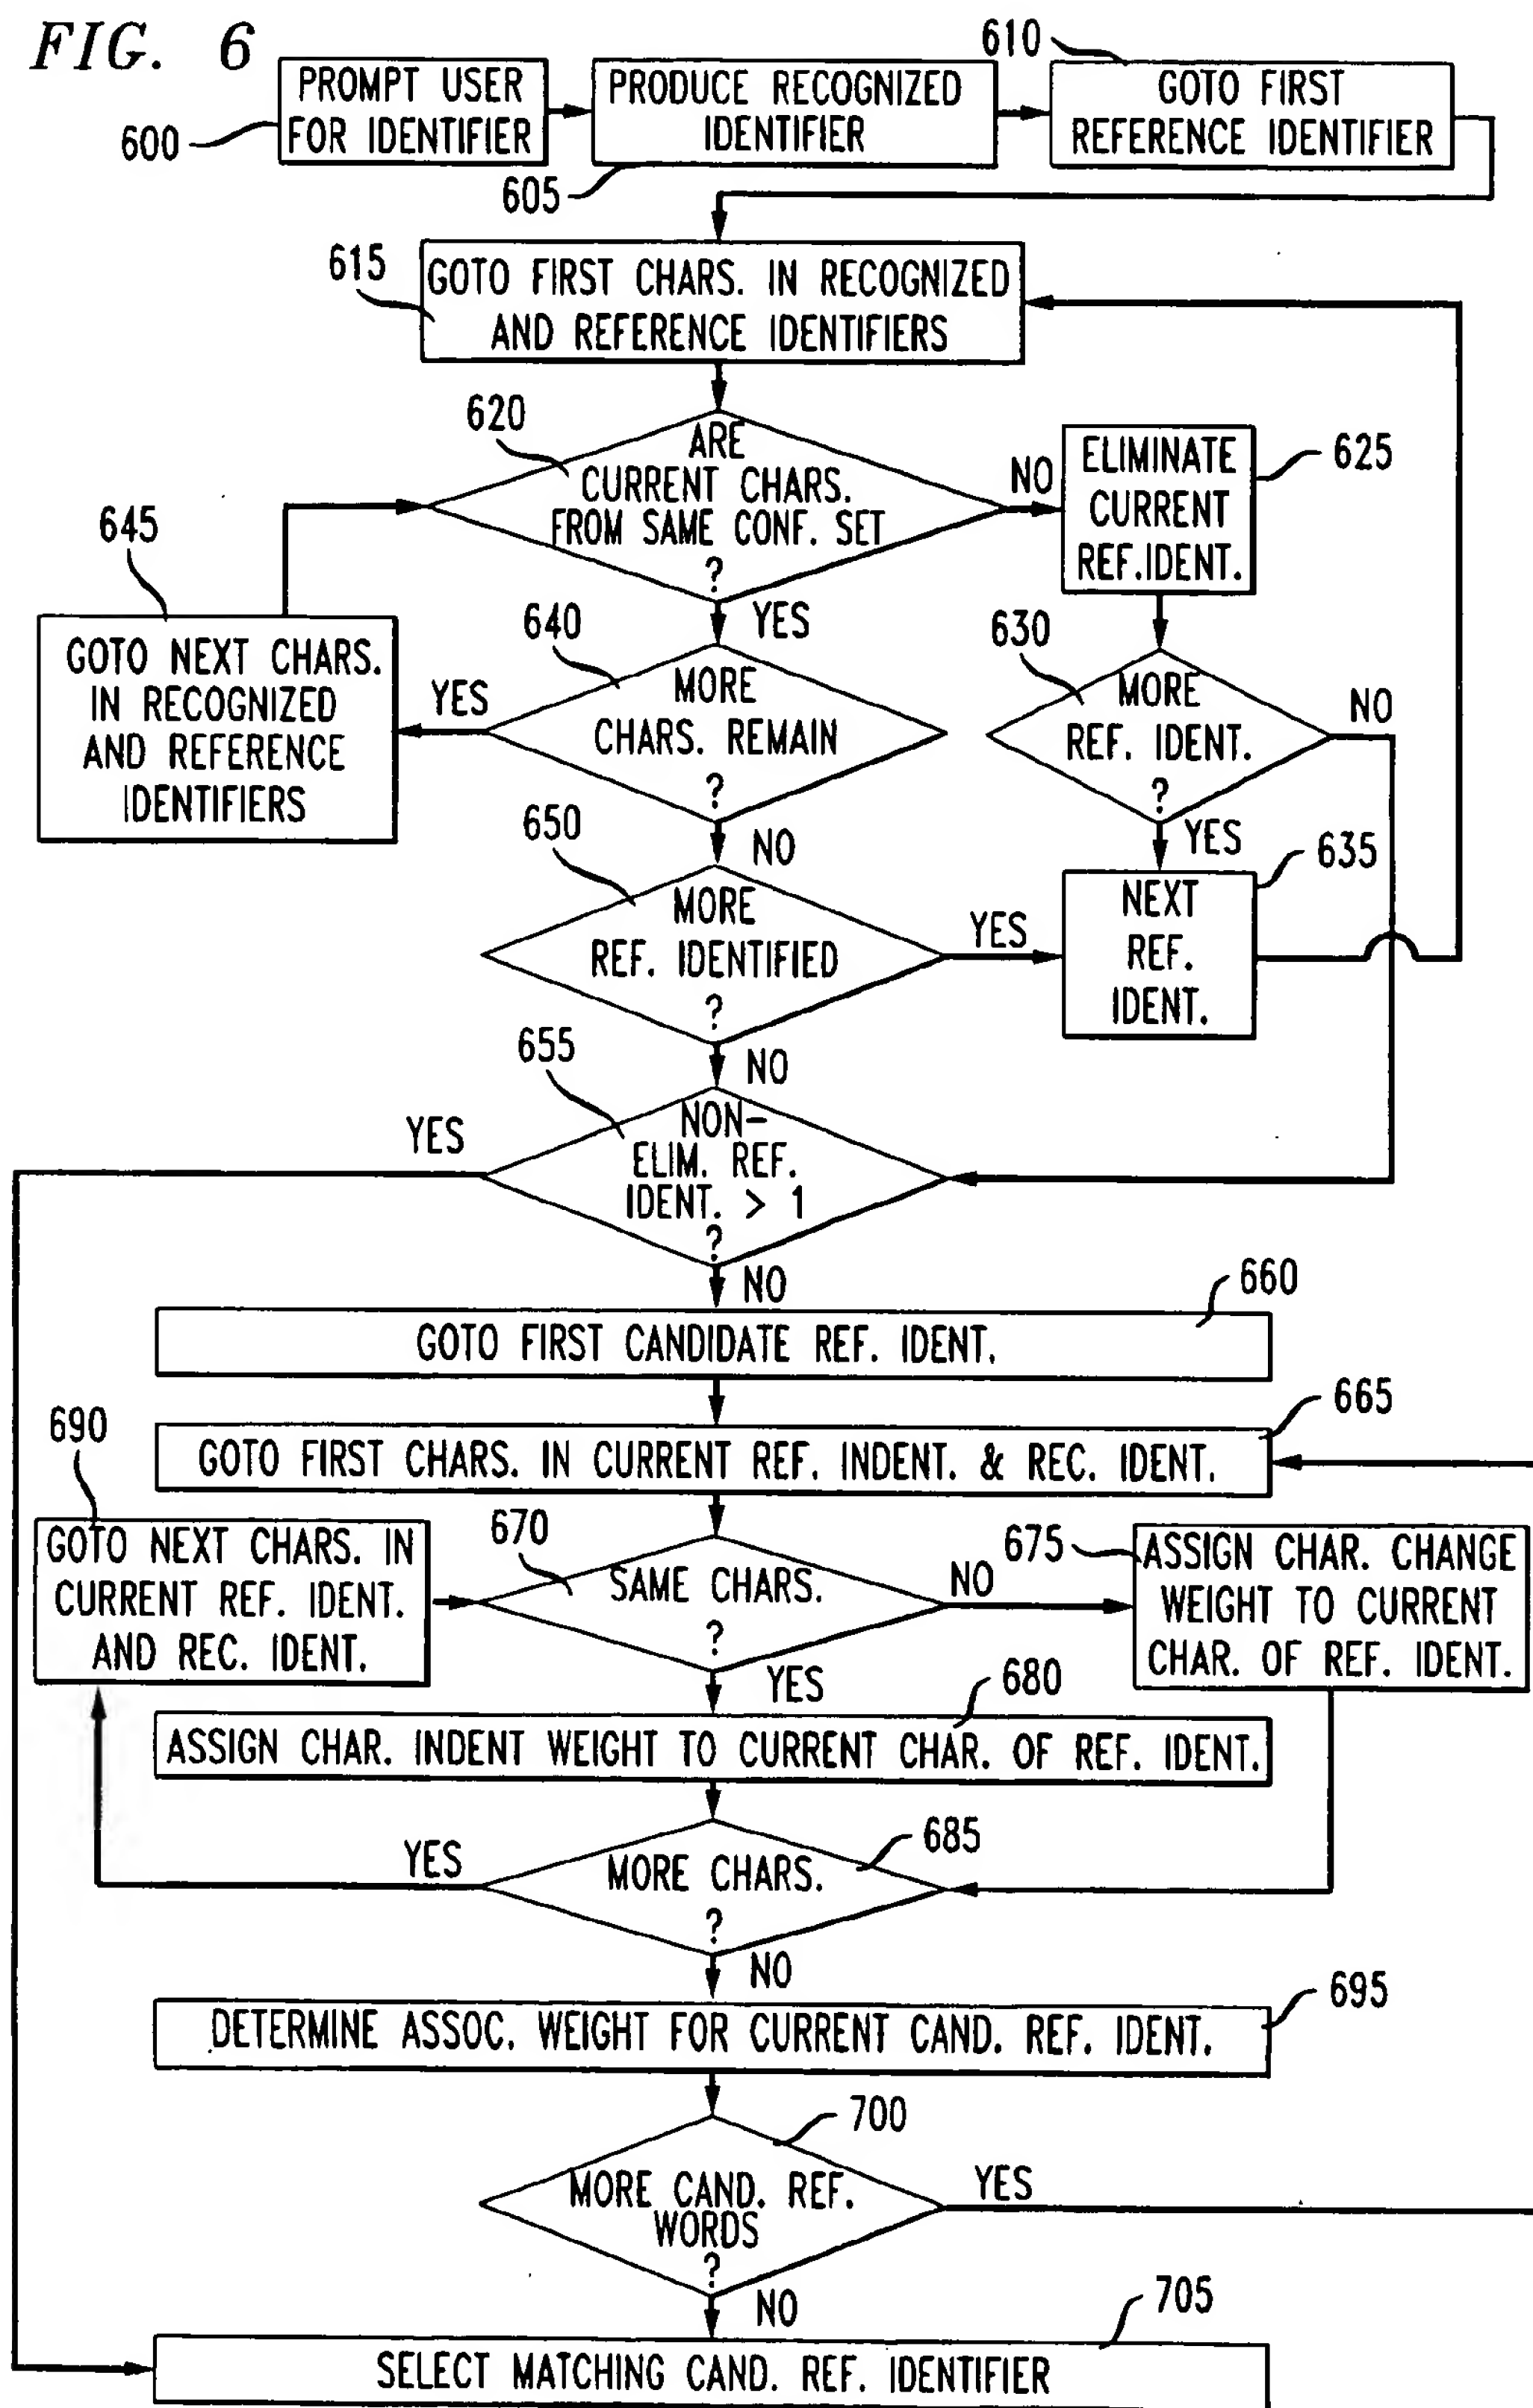 FIG. 6
610
PROMPT USER
FOR IDENTIFIER
600
PRODUCE RECOGNIZED
IDENTIFIER
605
GOTO FIRST
REFERENCE IDENTIFIER
615
GOTO FIRST CHARS. IN RECOGNIZED
AND REFERENCE IDENTIFIERS
620
ARE
CURRENT CHARS.
FROM SAME CONF. SET
?
NO
ELIMINATE
CURRENT
REF.IDENT.
625
645
GOTO NEXT CHARS.
IN RECOGNIZED
AND REFERENCE
IDENTIFIERS
YES
640
MORE
CHARS. REMAIN
?
YES
630
MORE
REF. IDENT.
?
NO
YES
635
NEXT
REF.
IDENT.
NO
650
MORE
REF. IDENTIFIED
?
YES
NO
655
NON-
ELIM. REF.
IDENT. > 1
?
YES
NO
660
GOTO FIRST CANDIDATE REF. IDENT.
665
GOTO FIRST CHARS. IN CURRENT REF. INDENT. & REC. IDENT.
690
GOTO NEXT CHARS. IN
CURRENT REF. IDENT.
AND REC. IDENT.
670
SAME CHARS.
?
NO
675
ASSIGN CHAR. CHANGE
WEIGHT TO CURRENT
CHAR. OF REF. IDENT.
YES
680
ASSIGN CHAR. INDENT WEIGHT TO CURRENT CHAR. OF REF. IDENT.
YES
685
MORE CHARS.
?
NO
695
DETERMINE ASSOC. WEIGHT FOR CURRENT CAND. REF. IDENT.
700
MORE CAND. REF.
WORDS
?
YES
NO
705
SELECT MATCHING CAND. REF. IDENTIFIER